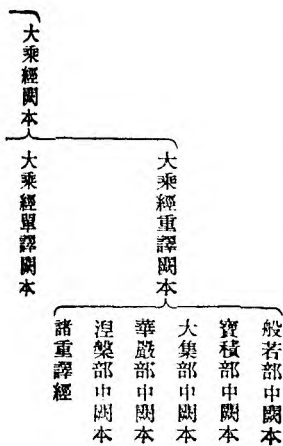 大乘經闕本
大乘經重譯闕本
般若部中闕本
寶積部中闕本
大集部中闕本
華嚴部中闕本
涅槃部中闕本
諸重譯經
大乘經單譯闕本